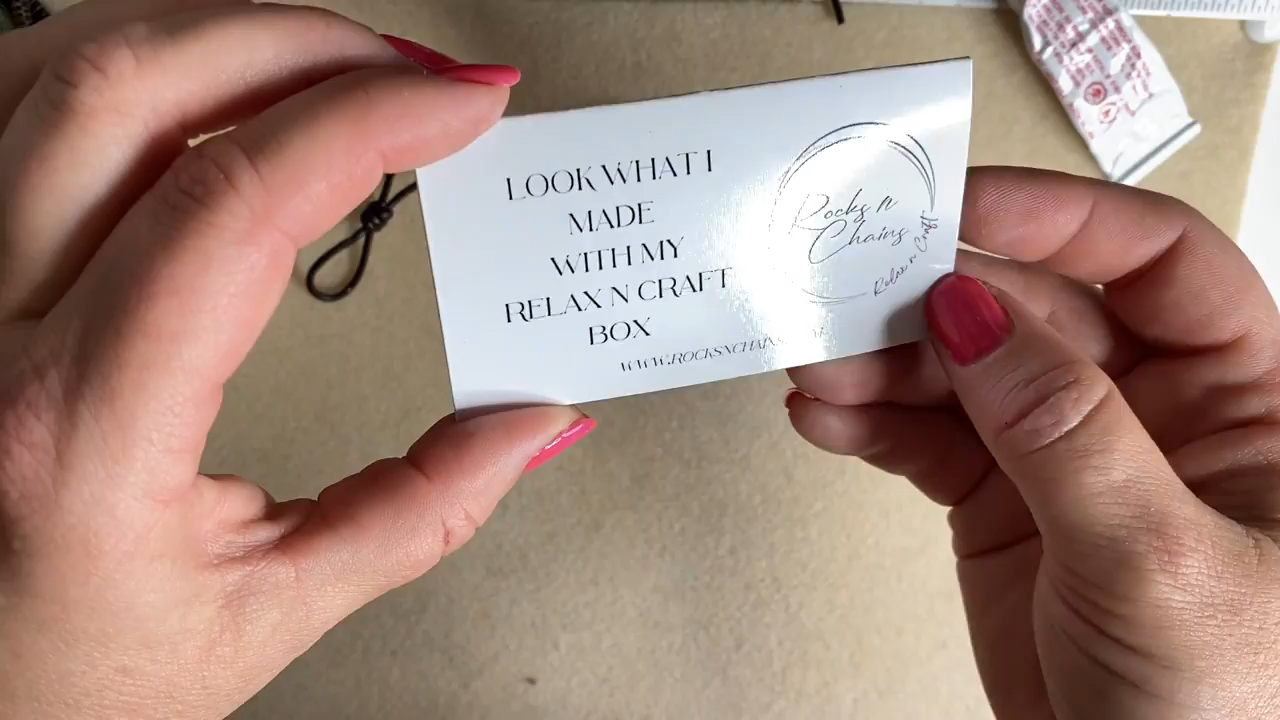 LOOK WHAT I
MADE
WITH MY
RELAX N CRAFT
BOX
Rocks n
Chains
Relax n Craft